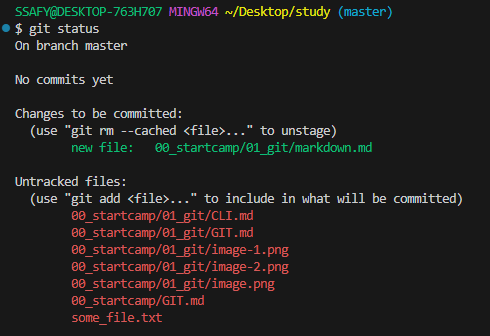 SSAFY@DESKTOP-763H707 MINGW64 ~/Desktop/study (master)
$ git status
On branch master
No commits yet
Changes to be committed:
(use "git rm --cached <file>..." to unstage)
new file: 00_startcamp/01_git/markdown.md
Untracked files:
(use "git add <file>..." to include in what will be committed)
00_startcamp/01_git/CLI.md
00_startcamp/01_git/GIT.md
00_startcamp/01_git/image-1.png
00_startcamp/01_git/image-2.png
00_startcamp/01_git/image.png
00_startcamp/GIT.md
some_file.txt